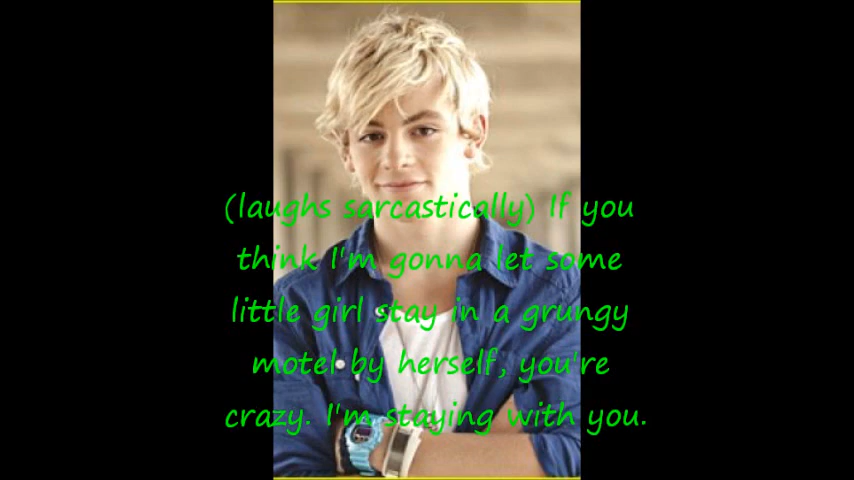 (laughs sarcastically) If you
think I'm gonna let some
little girl stay in a grungy
motel by herself, you're
crazy. I'm staying with you.